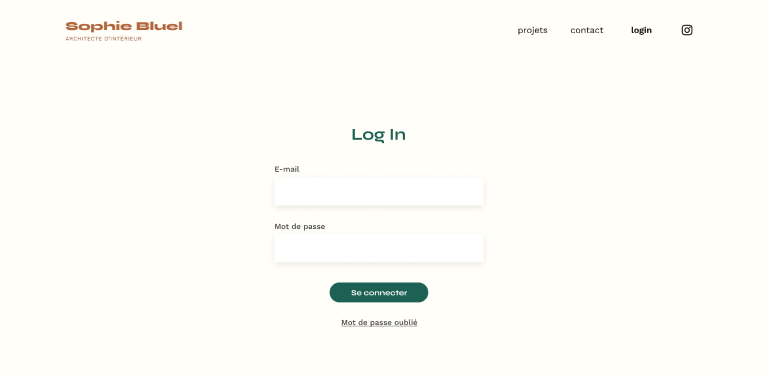 Sophie Bluel
ARCHITECTE D'INTÉRIEUR
projets
contact
login
Log In
E-mail
Mot de passe
Se connecter
Mot de passe oublié